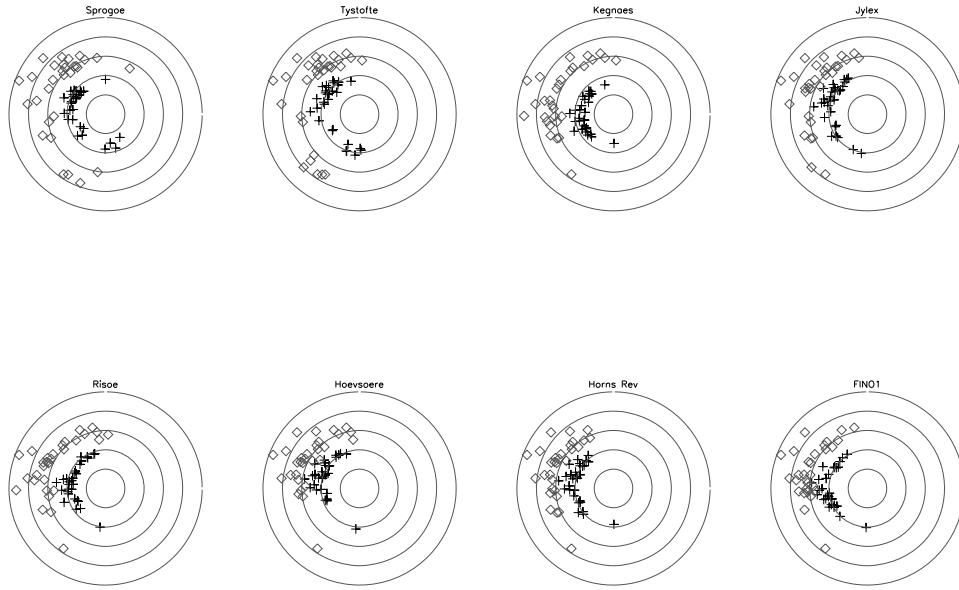 Sprogoe
Tystofte
Kegnaes
Jylex
Risoe
Hoevsoere
Horns Rev
FINO1